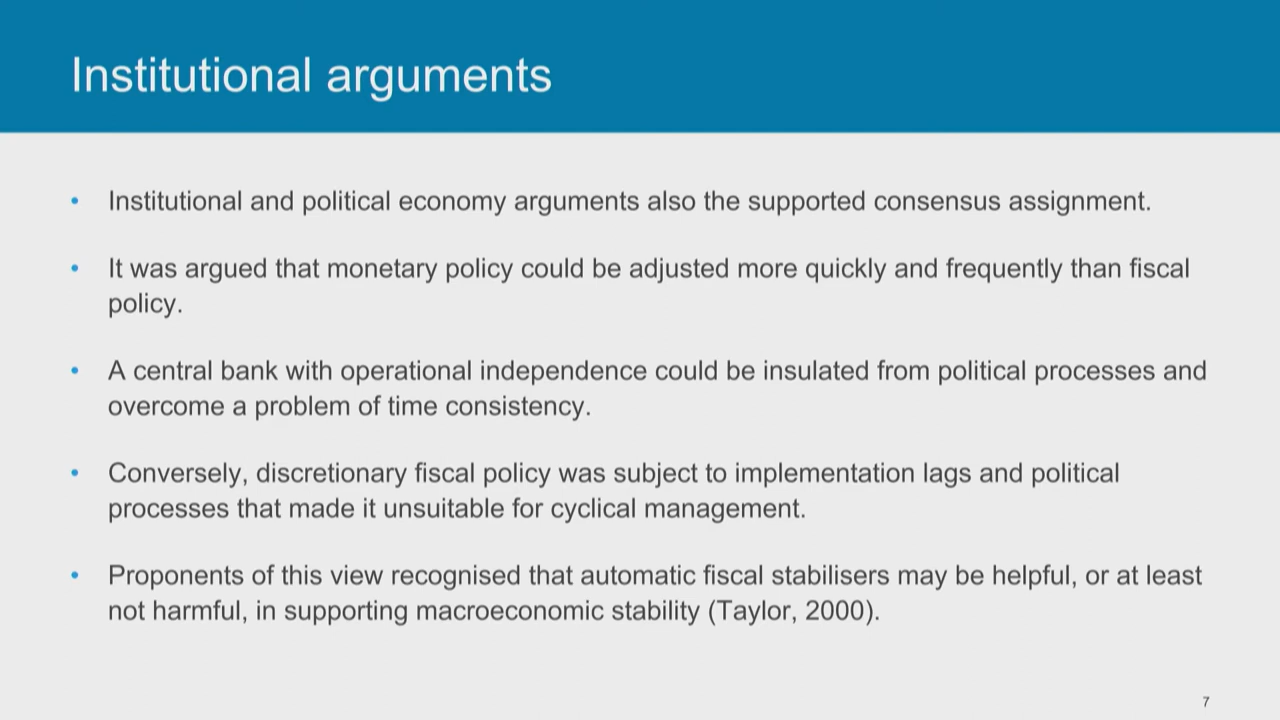 Institutional arguments
• Institutional and political economy arguments also the supported consensus assignment.
• It was argued that monetary policy could be adjusted more quickly and frequently than fiscal
policy.
• A central bank with operational independence could be insulated from political processes and
overcome a problem of time consistency.
• Conversely, discretionary fiscal policy was subject to implementation lags and political
processes that made it unsuitable for cyclical management.
• Proponents of this view recognised that automatic fiscal stabilisers may be helpful, or at least
not harmful, in supporting macroeconomic stability (Taylor, 2000).
7